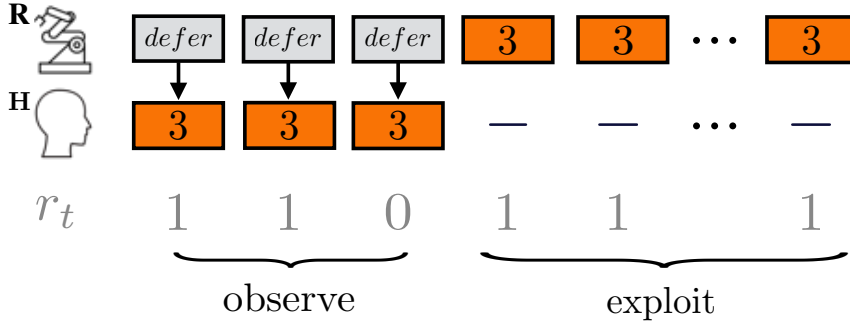 R defer defer defer 3 3 ··· 3
H 3 3 3 — — ··· —
r_t 1 1 0 1 1 1
observe exploit